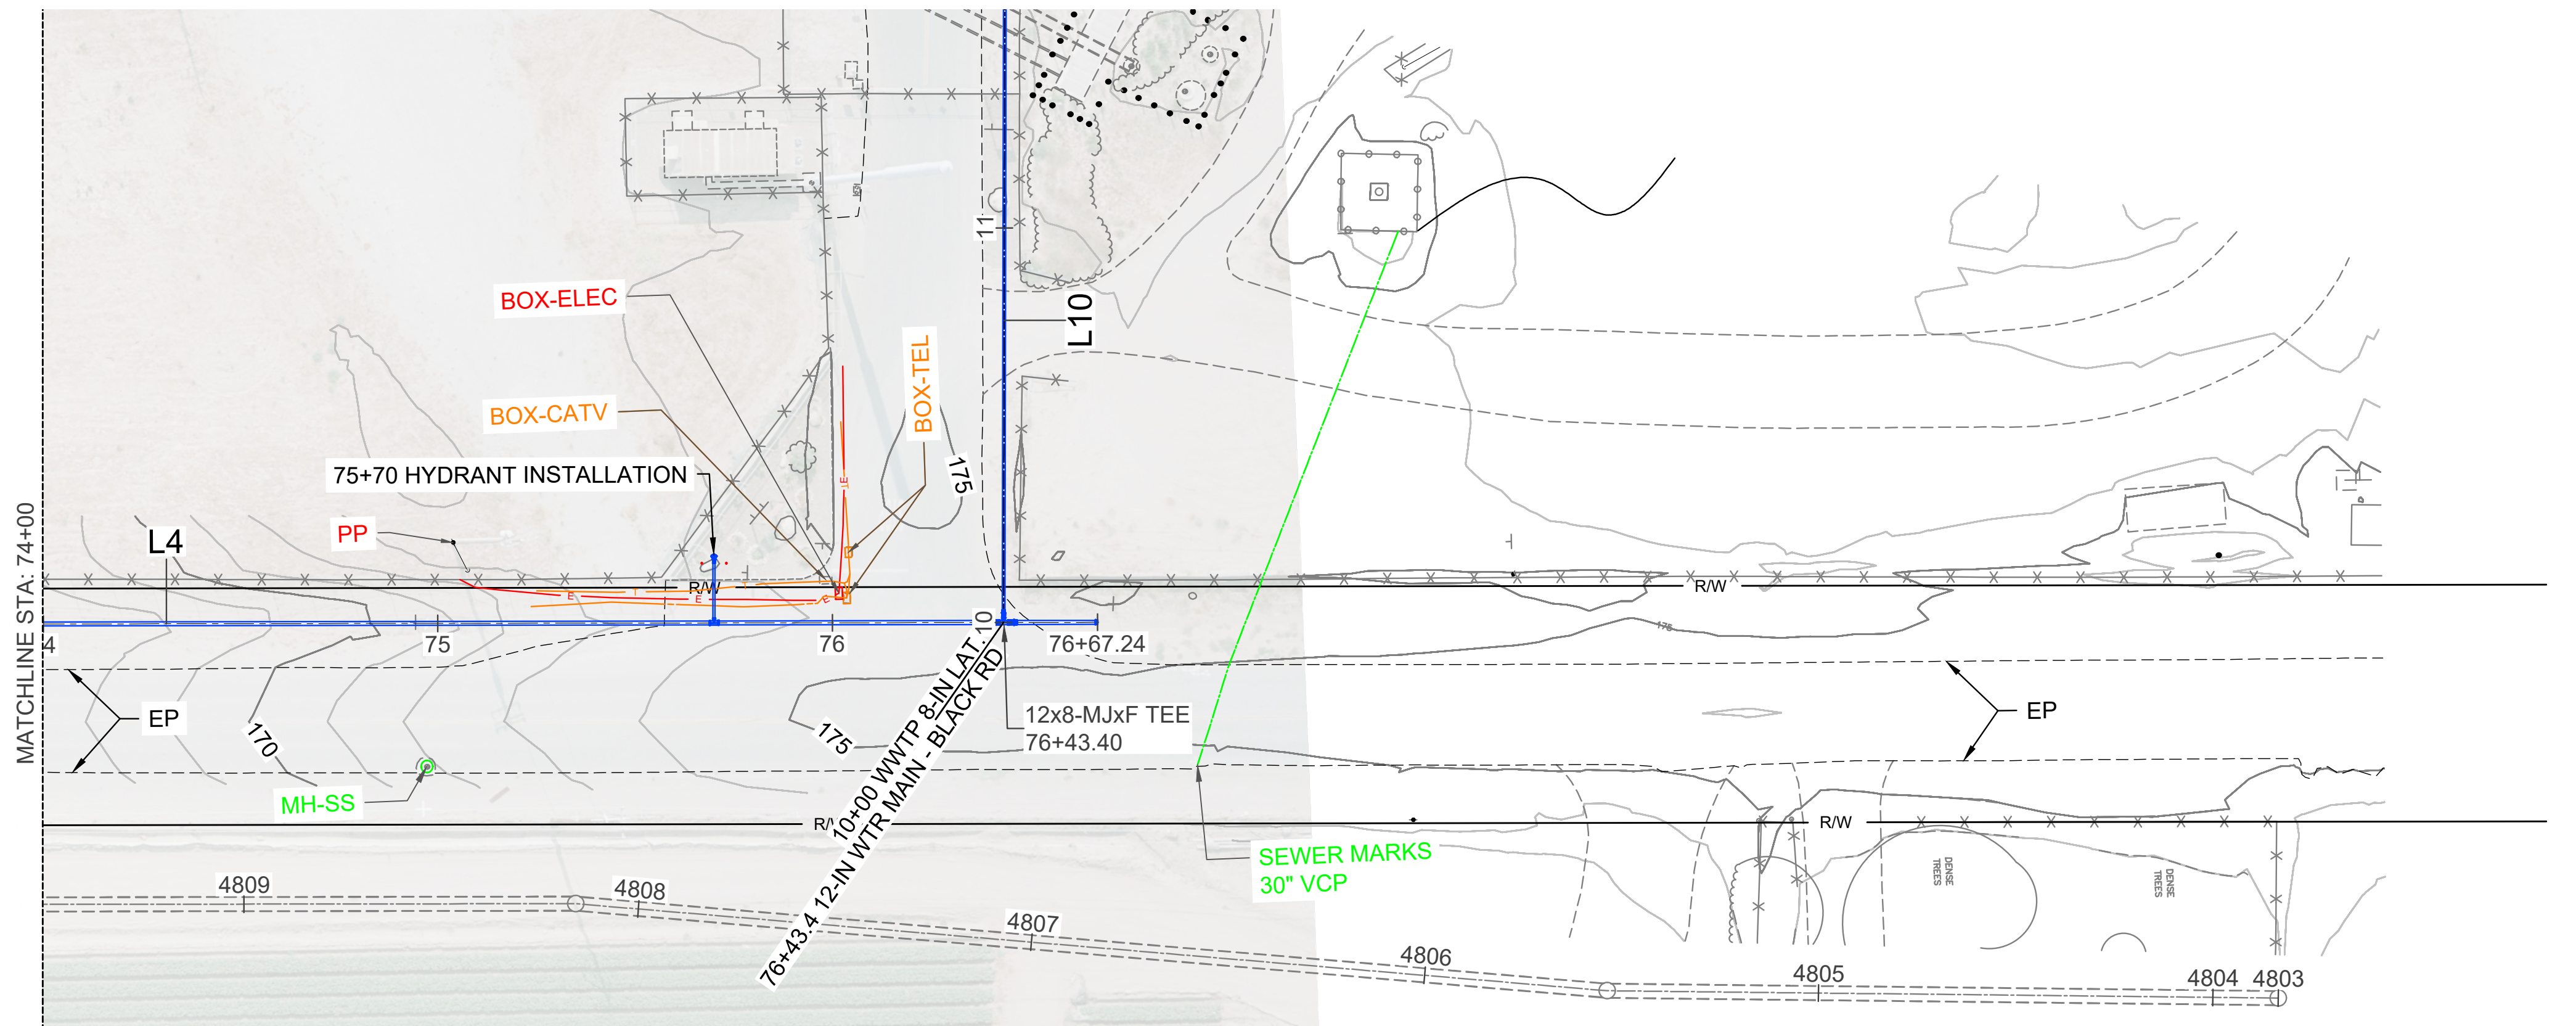 NEW
11
L10
BOX-ELEC
BOX-TEL
BOX-CATV
75+70 HYDRANT INSTALLATION
175
E
T
PP
L4
R/W
R/W
E
T
E
E
MATCHLINE STA: 74+00
4
75
76
10
76+67.24
175
10+00 WWTP 8-IN LAT.
76+43.4 12-IN WTR MAIN - BLACK RD
12x8-MJxF TEE
76+43.40
EP
EP
170
175
MH-SS
R/W
R/W
SEWER MARKS
30" VCP
DENSE
TREES
DENSE
TREES
4809
4808
4807
4806
4805
4804
4803